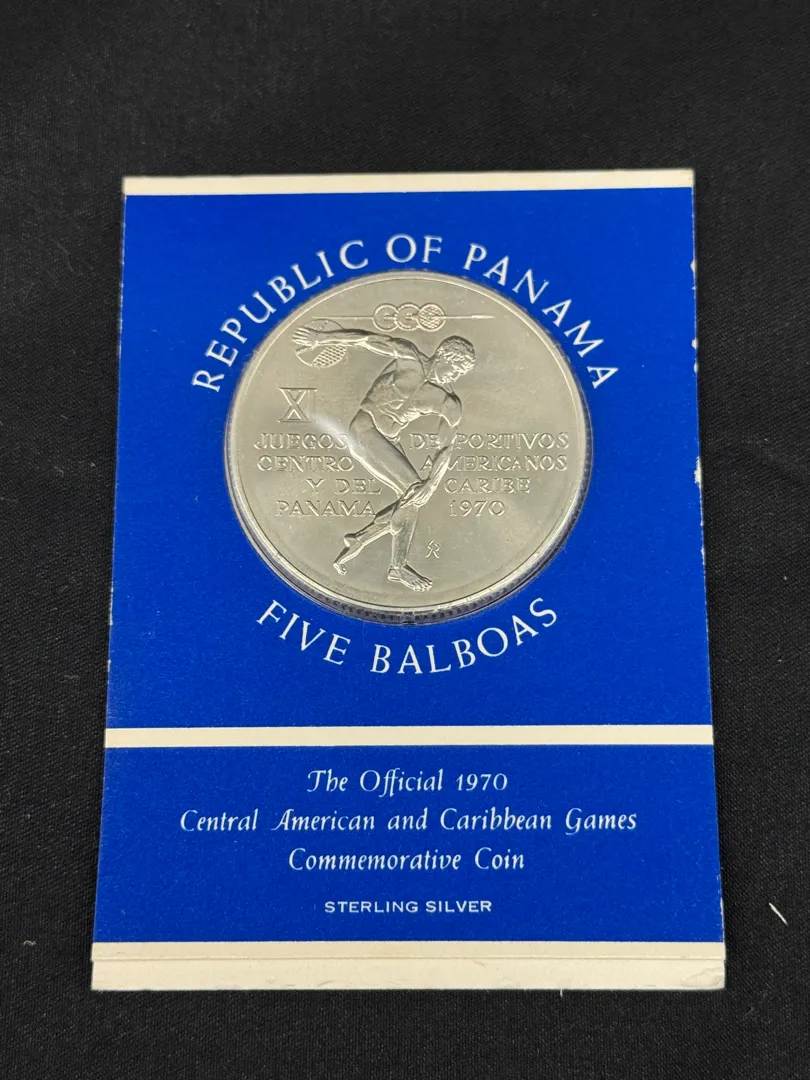 REPUBLIC OF PANAMA
XI
JUEGOS DEPORTIVOS
CENTRO AMERICANOS
Y DEL CARIBE
PANAMA 1970
FIVE BALBOAS
The Official 1970
Central American and Caribbean Games
Commemorative Coin
STERLING SILVER